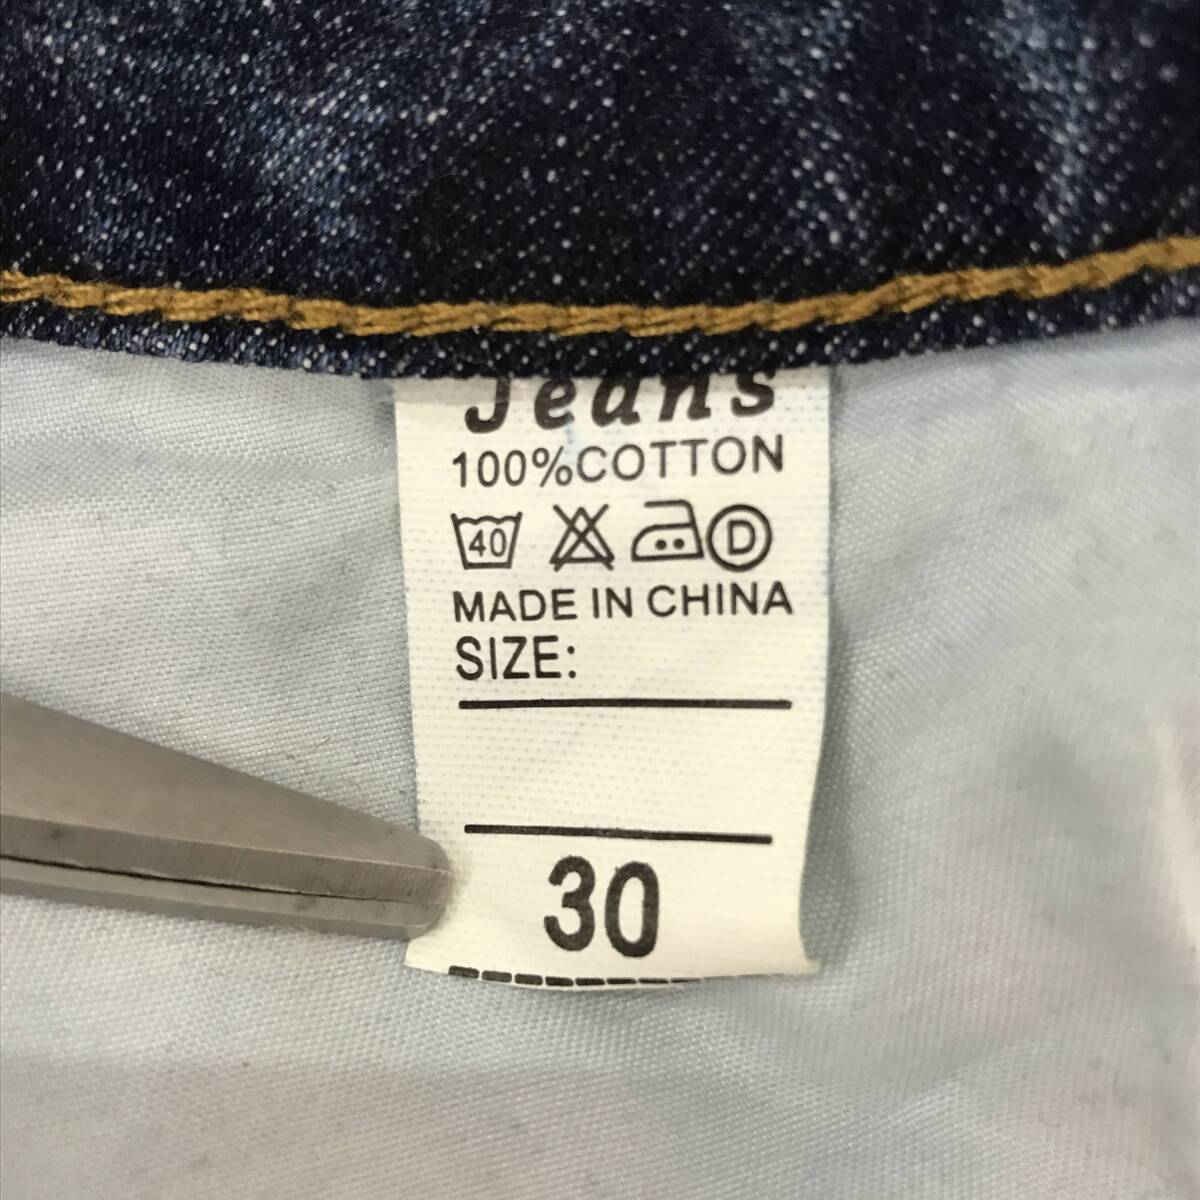 Jeans
100%COTTON
40 D
MADE IN CHINA
SIZE:
30